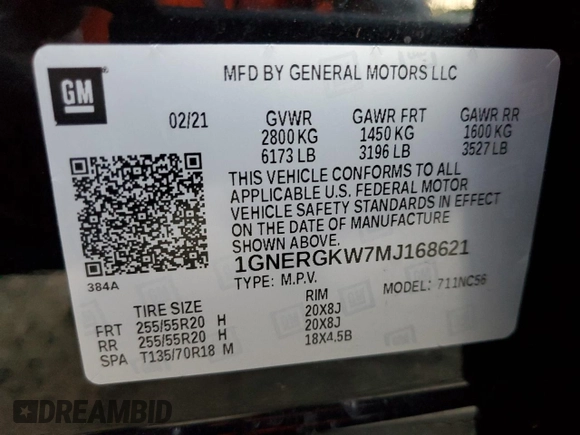 GM
MFD BY GENERAL MOTORS LLC
02/21 GVWR GAWR FRT GAWR RR
2800 KG 1450 KG 1600 KG
6173 LB 3196 LB 3527 LB
THIS VEHICLE CONFORMS TO ALL
APPLICABLE U.S. FEDERAL MOTOR
VEHICLE SAFETY STANDARDS IN EFFECT
ON THE DATE OF MANUFACTURE
SHOWN ABOVE.
1GNERGKW7MJ168621
384A TYPE: M.P.V. MODEL: 711NC56
TIRE SIZE RIM
FRT 255/55R20 H 20X8J
RR 255/55R20 H 20X8J
SPA T135/70R18 M 18X4.5B
DREAMBID